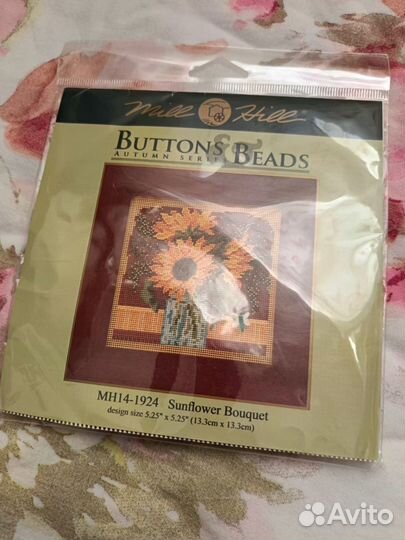 Mill Hill
BUTTONS & BEADS
AUTUMN SERIES
MH14-1924 Sunflower Bouquet
design size 5.25" x 5.25" (13.3cm x 13.3cm)
Avito